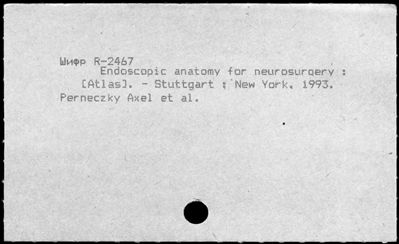 Шифр R-2467
Endoscopic anatomy for neurosurgery :
[Atlas]. - Stuttgart ; New York, 1993.
Perneczky Axel et al.